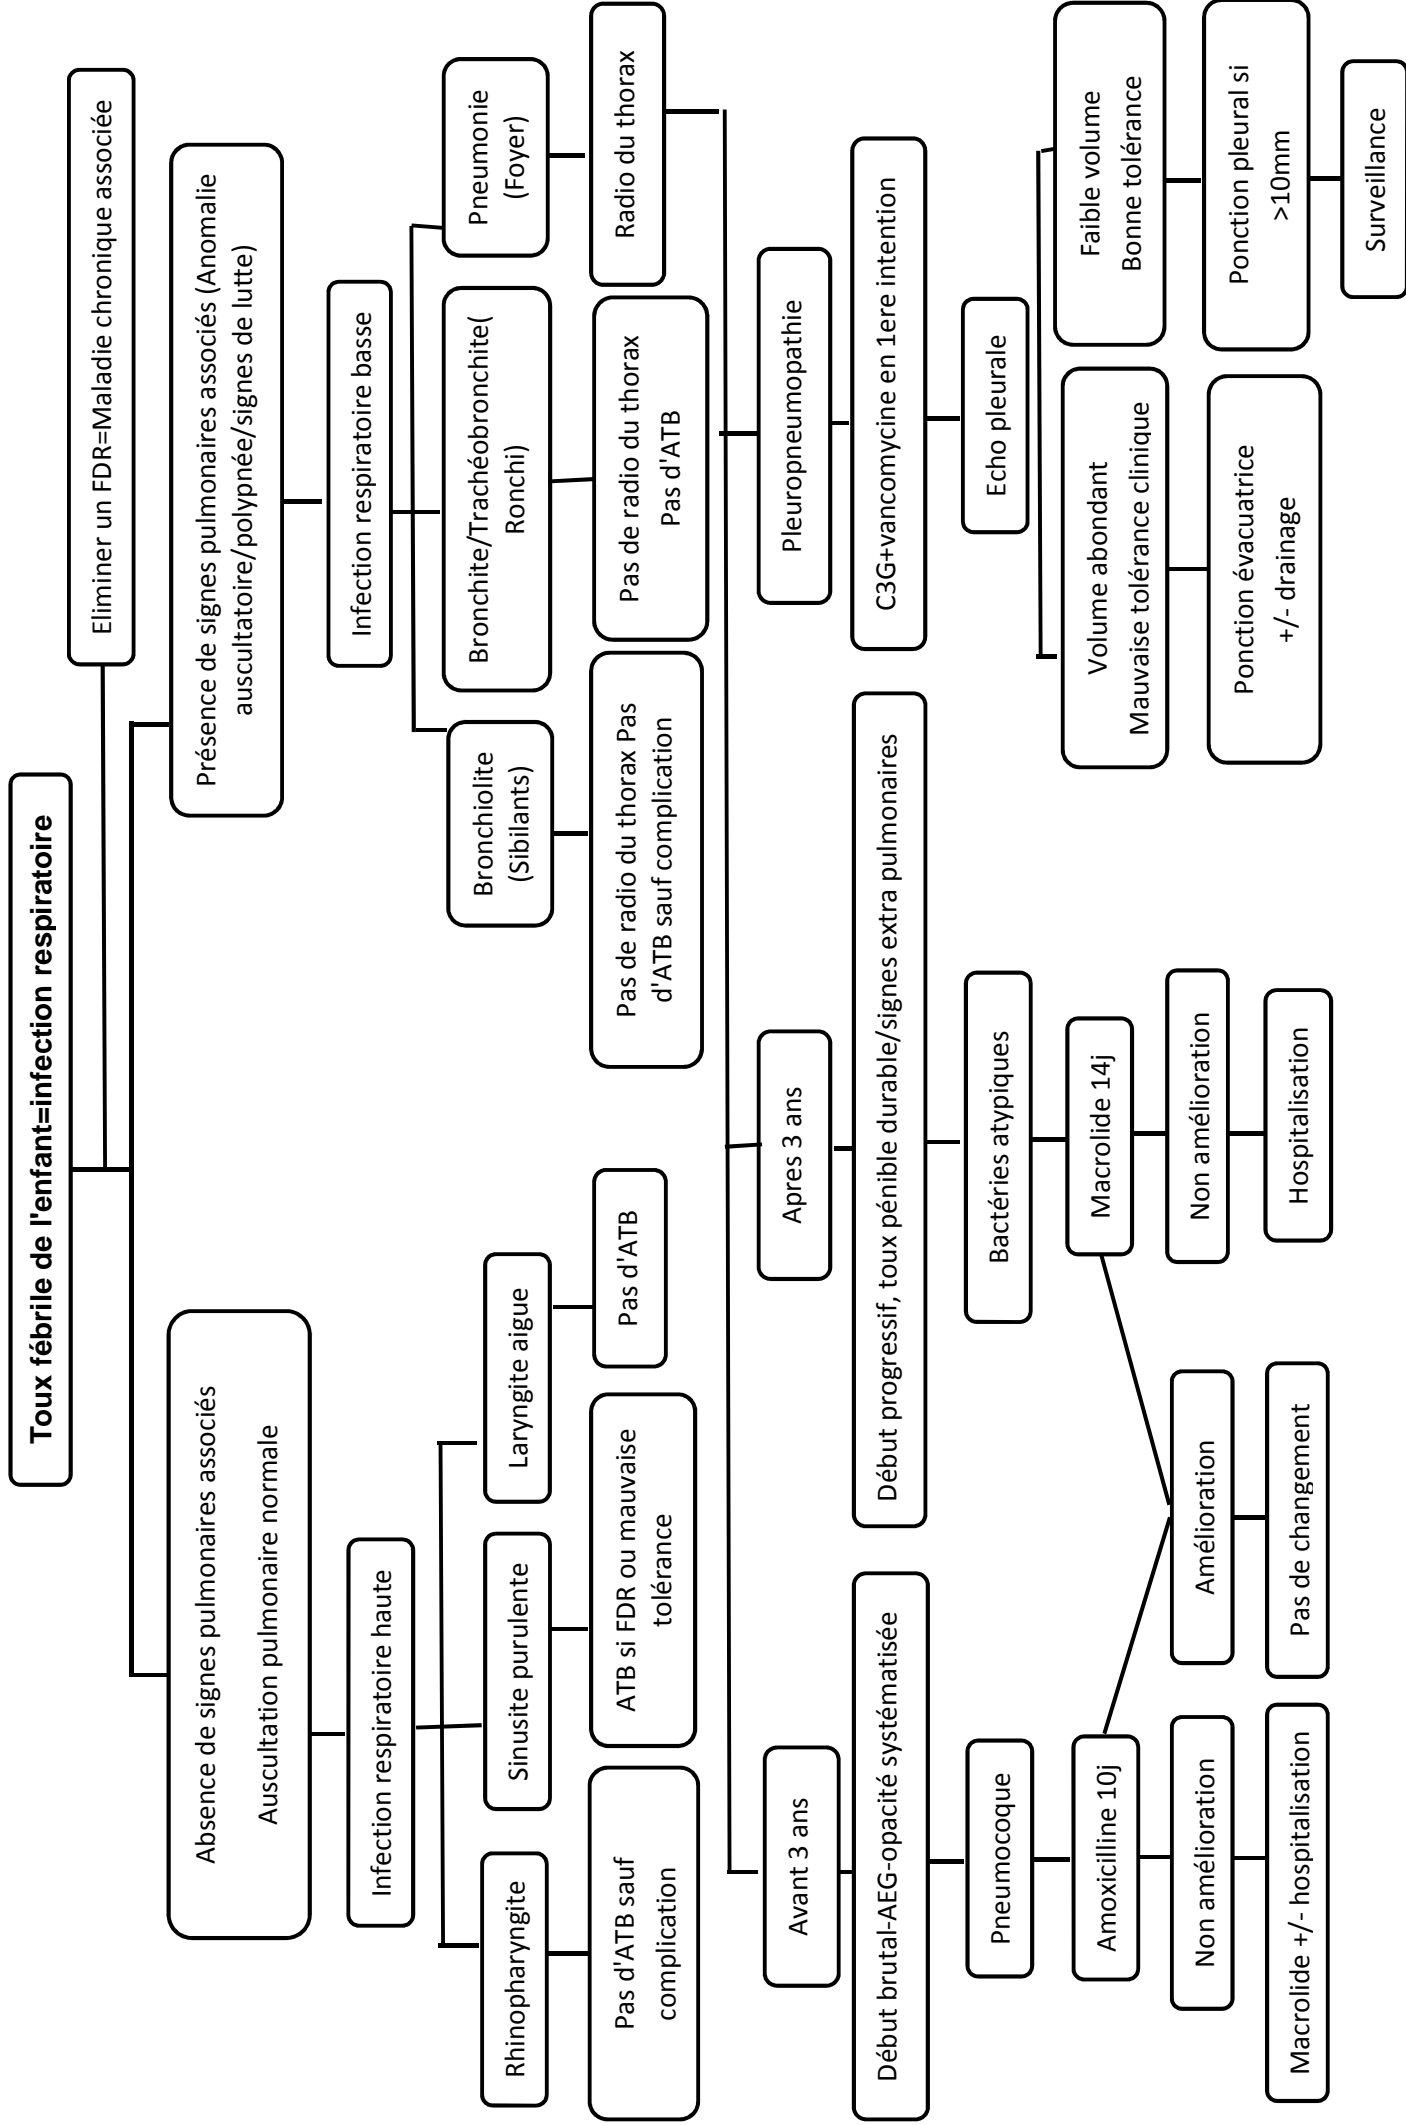 Toux fébrile de l'enfant=infection respiratoire
Eliminer un FDR=Maladie chronique associée
Absence de signes pulmonaires associés
Auscultation pulmonaire normale
Présence de signes pulmonaires associés (Anomalie
auscultatoire/polypnée/signes de lutte)
Infection respiratoire haute
Infection respiratoire basse
Rhinopharyngite
Sinusite purulente
Laryngite aigue
Bronchiolite
(Sibilants)
Bronchite/Trachéobronchite(
Ronchi)
Pneumonie
(Foyer)
Pas d'ATB sauf
complication
ATB si FDR ou mauvaise
tolérance
Pas d'ATB
Pas de radio du thorax Pas
d'ATB sauf complication
Pas de radio du thorax
Pas d'ATB
Radio du thorax
Avant 3 ans
Apres 3 ans
Pleuropneumopathie
Début brutal-AEG-opacité systématisée
Début progressif, toux pénible durable/signes extra pulmonaires
C3G+vancomycine en 1ere intention
Pneumocoque
Bactéries atypiques
Echo pleurale
Amoxicilline 10j
Macrolide 14j
Volume abondant
Mauvaise tolérance clinique
Faible volume
Bonne tolérance
Non amélioration
Amélioration
Non amélioration
Ponction évacuatrice
+/- drainage
Ponction pleural si
>10mm
Macrolide +/- hospitalisation
Pas de changement
Hospitalisation
Surveillance